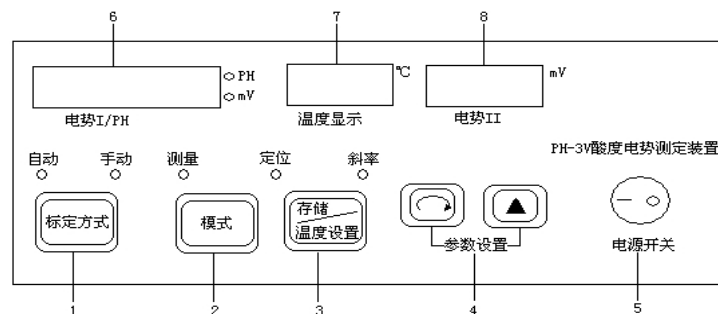 6 7 8
PH
mV
℃
mV
电势I/PH 温度显示 电势II
PH-3V酸度电势测定装置
自动 手动 测量 定位 斜率
标定方式 模式 存储 温度设置
参数设置 电源开关
1 2 3 4 5